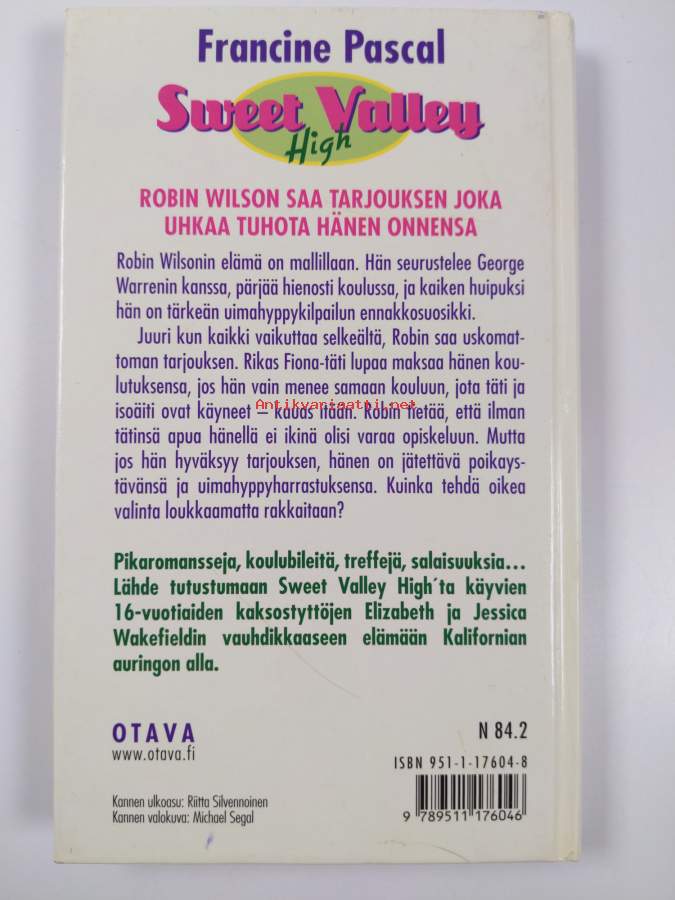 Francine Pascal
Sweet Valley
High
ROBIN WILSON SAA TARJOUKSEN JOKA
UHKAA TUHOTA HÄNEN ONNENSA
Robin Wilsonin elämä on mallillaan. Hän seurustelee George
Warrenin kanssa, pärjää hienosti koulussa, ja kaiken huipuksi
hän on tärkeän uimahyppykilpailun ennakkosuosikki.
Juuri kun kaikki vaikuttaa selkeältä, Robin saa uskomat-
toman tarjouksen. Rikas Fiona-täti lupaa maksaa hänen kou-
lutuksensa, jos hän vain menee samaan kouluun, jota täti ja
isoäiti ovat käyneet – kauas itään. Robin tietää, että ilman
Antikvariaatti.net
tätinsä apua hänellä ei ikinä olisi varaa opiskeluun. Mutta
jos hän hyväksyy tarjouksen, hänen on jätettävä poikays-
tävänsä ja uimahyppyharrastuksensa. Kuinka tehdä oikea
valinta loukkaamatta rakkaitaan?
Pikaromansseja, koulubileitä, treffejä, salaisuuksia...
Lähde tutustumaan Sweet Valley High´ta käyvien
16-vuotiaiden kaksostyttöjen Elizabeth ja Jessica
Wakefieldin vauhdikkaaseen elämään Kalifornian
auringon alla.
OTAVA
www.otava.fi
N 84.2
ISBN 951-1-17604-8
9 789511 176046
Kannen ulkoasu: Riitta Silvennoinen
Kannen valokuva: Michael Segal